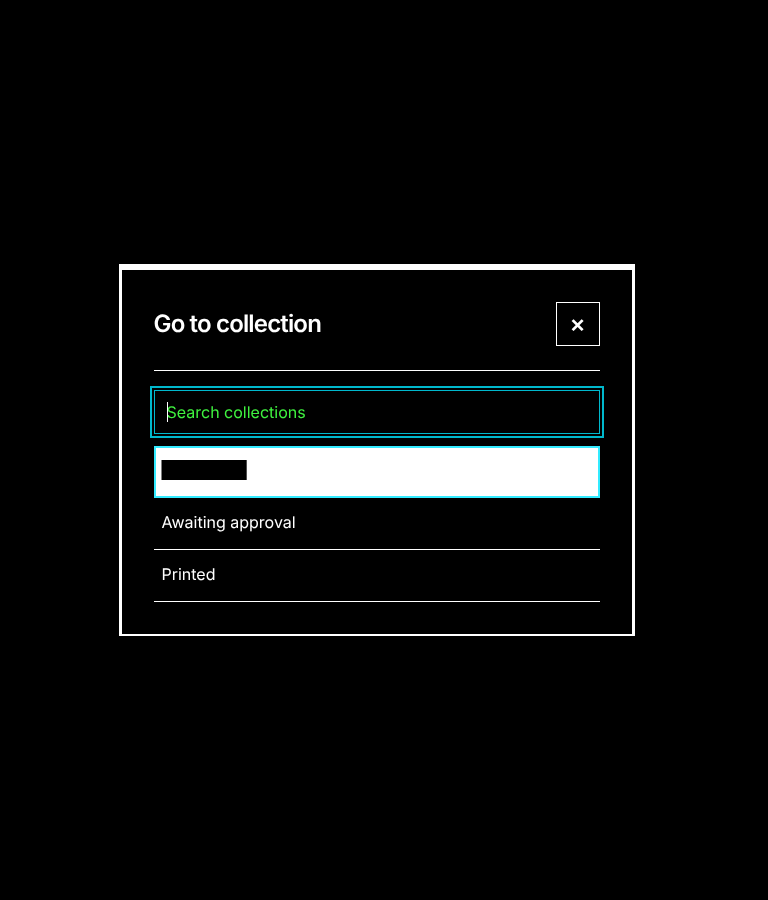 Go to collection
×
Search collections
Awaiting approval
Printed